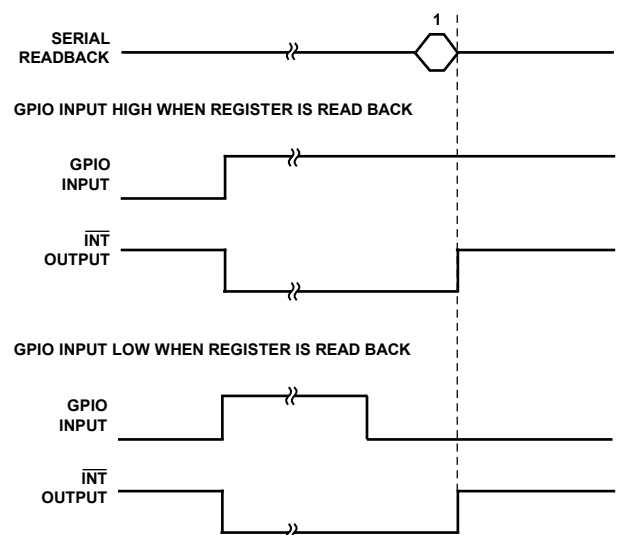 1
SERIAL
READBACK
GPIO INPUT HIGH WHEN REGISTER IS READ BACK
GPIO
INPUT
INT
OUTPUT
GPIO INPUT LOW WHEN REGISTER IS READ BACK
GPIO
INPUT
INT
OUTPUT